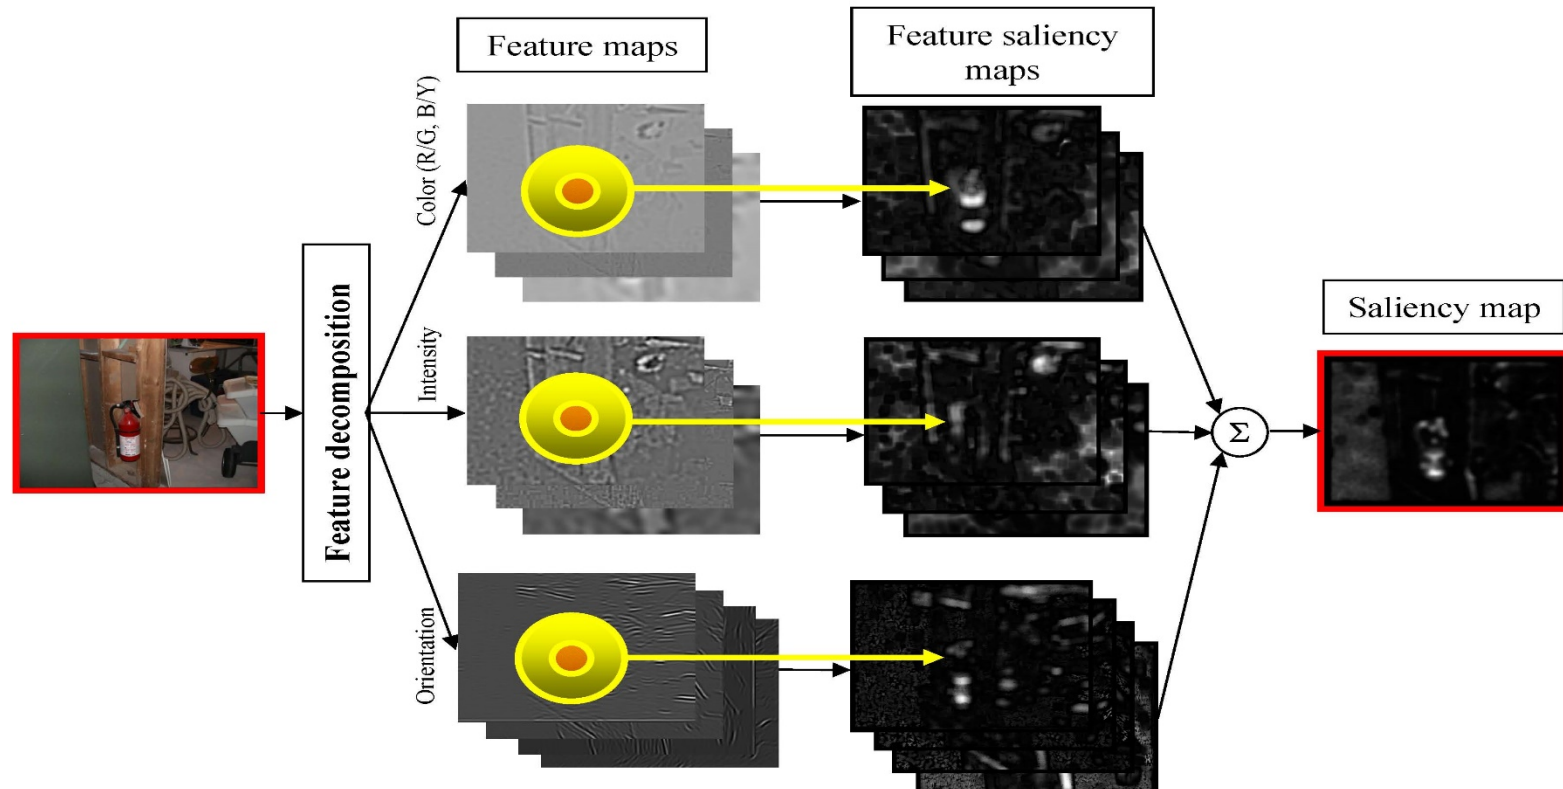 Feature maps
Feature saliency
maps
Color (R/G, B/Y)
Feature decomposition
Intensity
Orientation
Σ
Saliency map